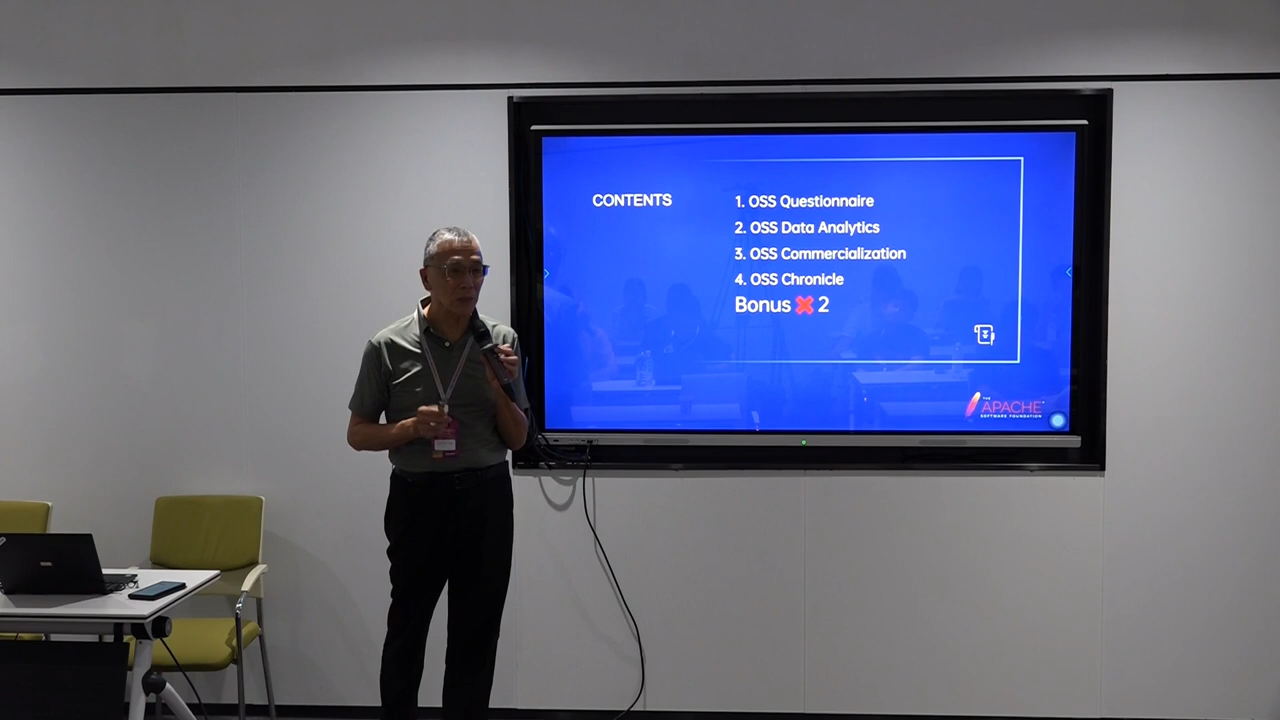 CONTENTS
1. OSS Questionnaire
2. OSS Data Analytics
3. OSS Commercialization
4. OSS Chronicle
Bonus ❌ 2
THE
APACHE
SOFTWARE FOUNDATION